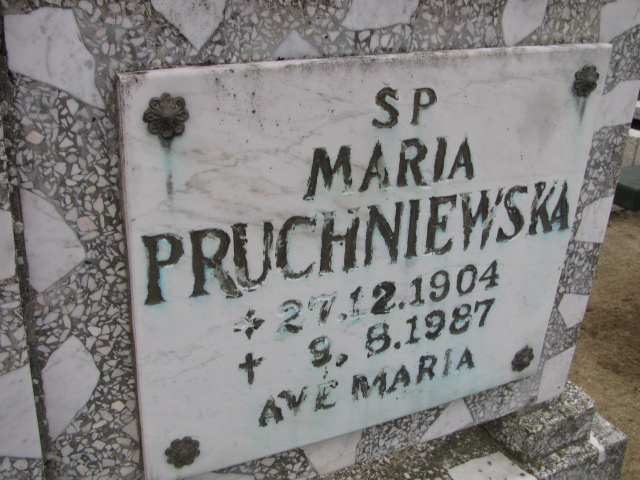 SP
MARIA
PRUCHNIEWSKA
27.12.1904
✝ 9.8.1987
AVE MARIA